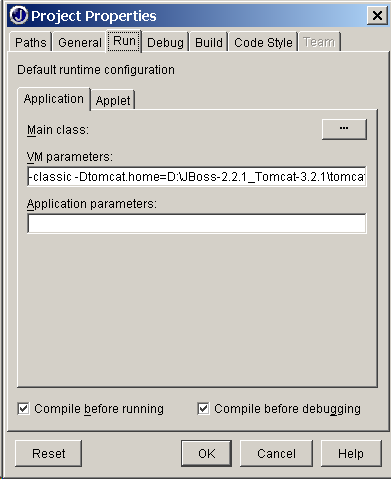 Project Properties
Paths General Run Debug Build Code Style Team
Default runtime configuration
Application Applet
Main class: ...
VM parameters:
-classic -Dtomcat.home=D:\JBoss-2.2.1_Tomcat-3.2.1\tomcat
Application parameters:
Compile before running Compile before debugging
Reset OK Cancel Help